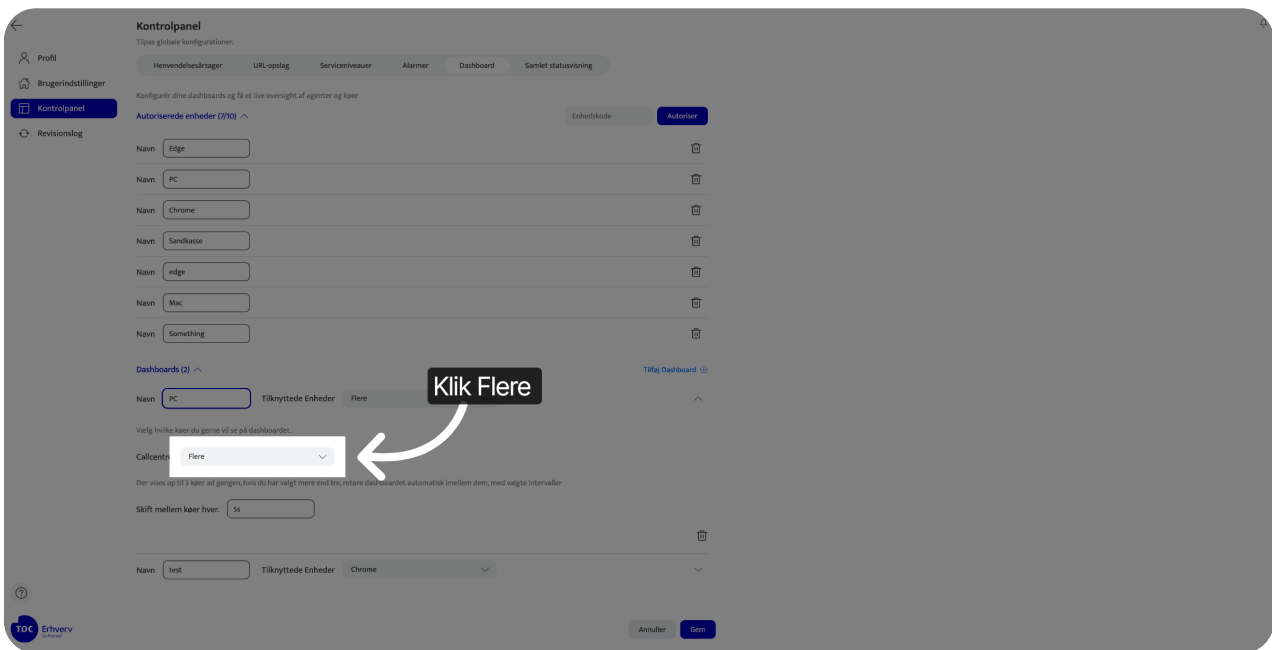 Kontrolpanel
Tilpas globale konfigurationer.
Profil
Brugerindstillinger
Kontrolpanel
Revisionslog
Henvendelsesårsager URL-opslag Serviceniveauer Alarmer Dashboard Samlet statusvisning
Konfigurér dine dashboards og få et live oversight af agenter og køer
Autoriserede enheder (7/10) Enhedskode Autoriser
Navn Edge
Navn PC
Navn Chrome
Navn Sandkasse
Navn edge
Navn Mac
Navn Something
Dashboards (2) Tilføj Dashboard
Klik Flere
Navn PC Tilknyttede Enheder Flere
Vælg hvilke køer du gerne vil se på dashboardet.
Callcentre Flere
Der vises op til 3 køer ad gangen, hvis du har valgt mere end tre, rotere dashboardet automatisk imellem dem, med valgte intervaller
Skift mellem køer hver. 5s
Navn test Tilknyttede Enheder Chrome
TDC Erhverv
Annuller Gem